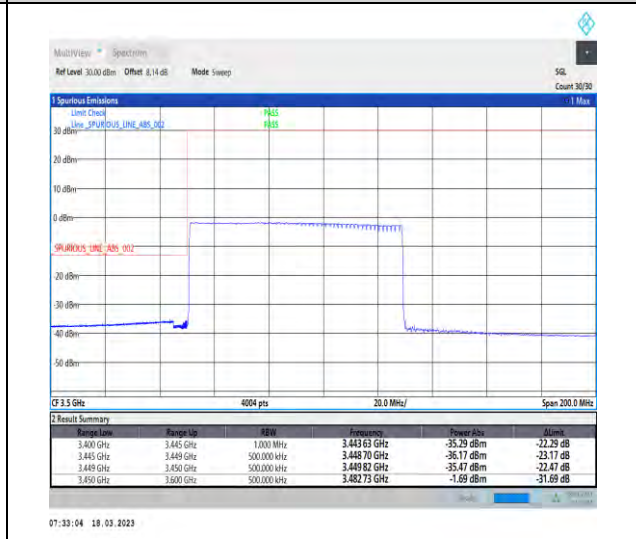 MultiView Spectrum
Ref Level 30.00 dBm Offset 8.14 dB Mode Sweep SGL
Count 30/30
1 Spurious Emissions 1 Max
Limit Check PASS
Line _SPURIOUS_LINE_ABS_002 PASS
30 dBm
20 dBm
10 dBm
0 dBm
SPURIOUS_LINE_ABS_002
-20 dBm
-30 dBm
-40 dBm
-50 dBm
CF 3.5 GHz 4004 pts 20.0 MHz/ Span 200.0 MHz
2 Result Summary
Range Low Range Up RBW Frequency Power Abs ΔLimit
3.400 GHz 3.445 GHz 1.000 MHz 3.443 63 GHz -35.29 dBm -22.29 dB
3.445 GHz 3.449 GHz 500.000 kHz 3.448 70 GHz -36.17 dBm -23.17 dB
3.449 GHz 3.450 GHz 500.000 kHz 3.449 82 GHz -35.47 dBm -22.47 dB
3.450 GHz 3.600 GHz 500.000 kHz 3.482 73 GHz -1.69 dBm -31.69 dB
07:33:04 18.03.2023